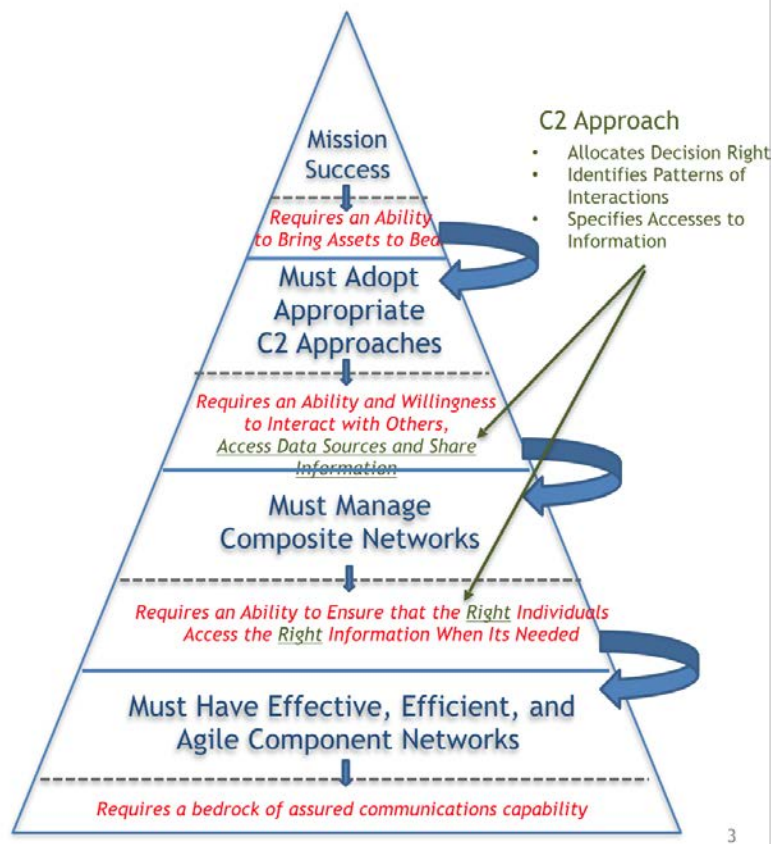 Mission
Success
Requires an Ability
to Bring Assets to Bea
Must Adopt
Appropriate
C2 Approaches
Requires an Ability and Willingness
to Interact with Others,
Access Data Sources and Share
Information
Must Manage
Composite Networks
Requires an Ability to Ensure that the Right Individuals
Access the Right Information When Its Needed
Must Have Effective, Efficient, and
Agile Component Networks
Requires a bedrock of assured communications capability
C2 Approach
• Allocates Decision Right
• Identifies Patterns of
Interactions
• Specifies Accesses to
Information
3